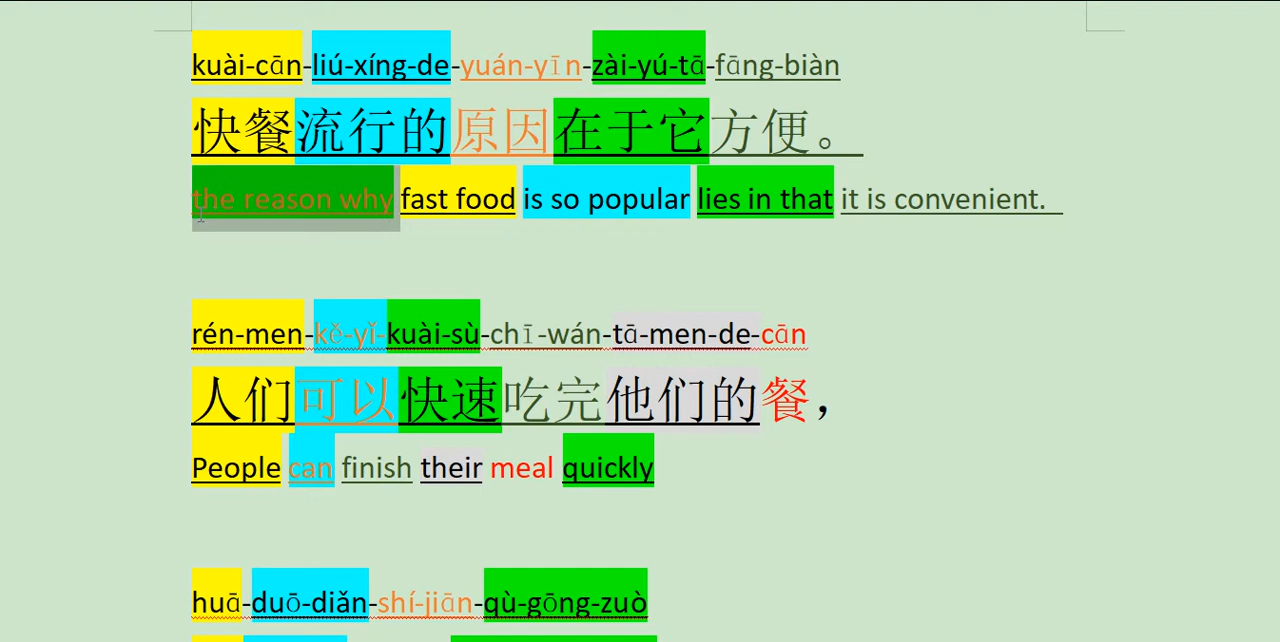 kuài-cān-liú-xíng-de-yuán-yīn-zài-yú-tā-fāng-biàn
快餐流行的原因在于它方便。
the reason why fast food is so popular lies in that it is convenient.
rén-men-kě-yǐ-kuài-sù-chī-wán-tā-men-de-cān
人们可以快速吃完他们的餐，
People can finish their meal quickly
huā-duō-diǎn-shí-jiān-qù-gōng-zuò